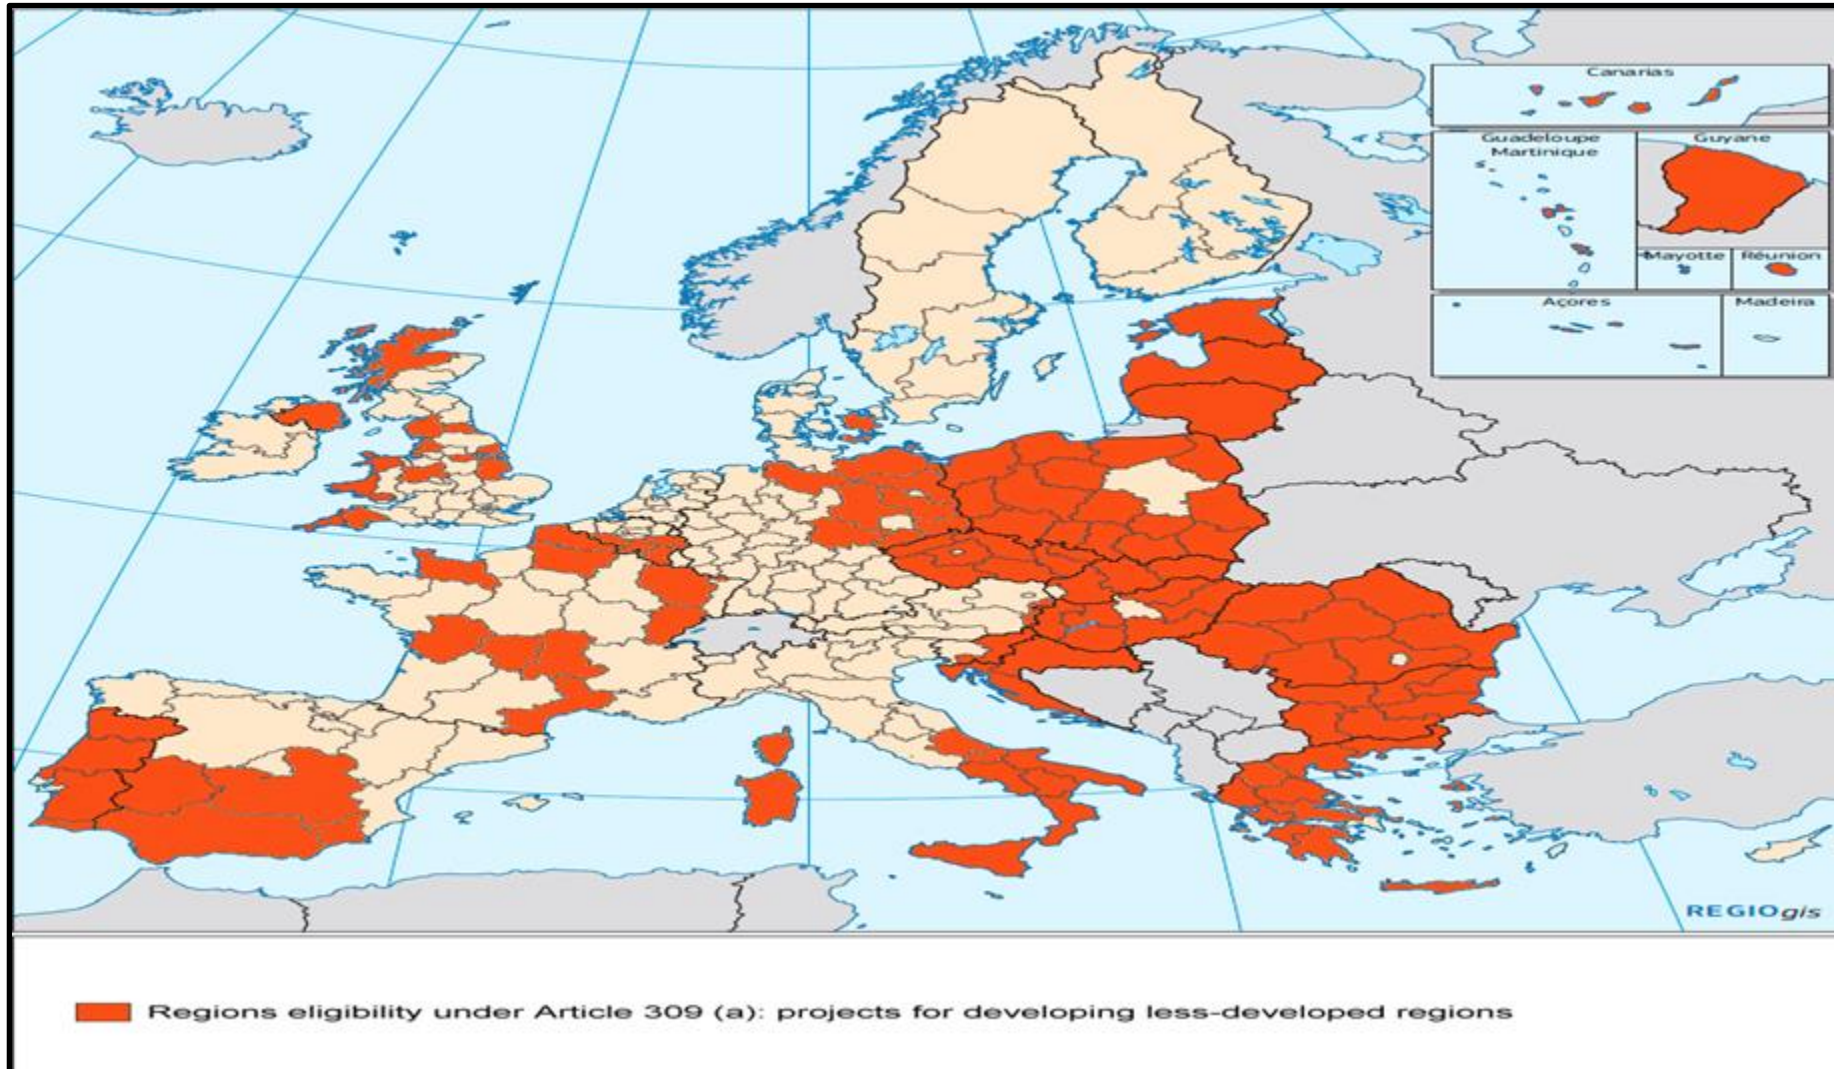 Canarias
Guadeloupe
Martinique
Guyane
Mayotte
Réunion
Açores
Madeira
REGIOgis
Regions eligibility under Article 309 (a): projects for developing less-developed regions